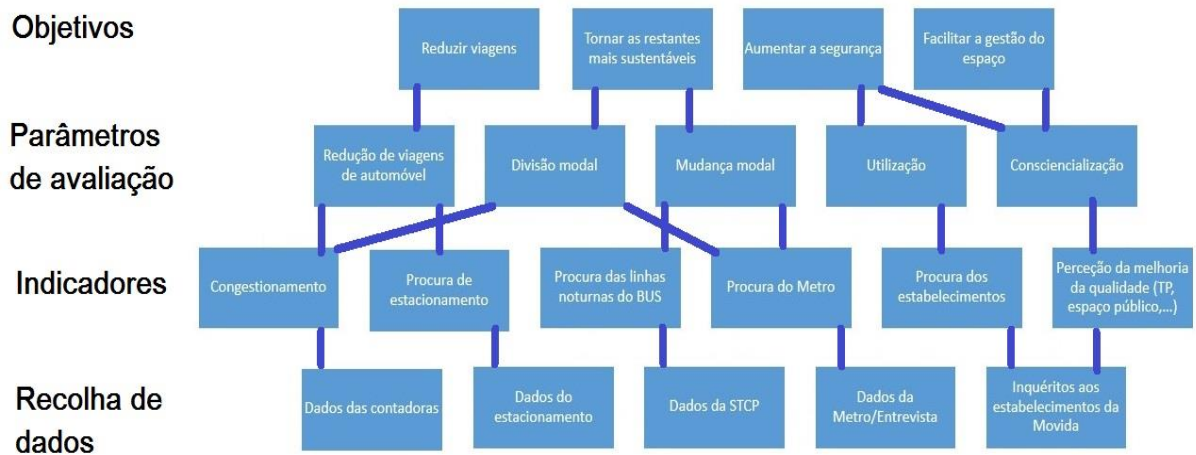 Objetivos
Reduzir viagens
Tornar as restantes
mais sustentáveis
Aumentar a segurança
Facilitar a gestão do
espaço
Parâmetros
de avaliação
Redução de viagens
de automóvel
Divisão modal
Mudança modal
Utilização
Consciencialização
Indicadores
Congestionamento
Procura de
estacionamento
Procura das linhas
noturnas do BUS
Procura do Metro
Procura dos
estabelecimentos
Perceção da melhoria
da qualidade (TP,
espaço público,...)
Recolha de
dados
Dados das contadoras
Dados do
estacionamento
Dados da STCP
Dados da
Metro/Entrevista
Inquéritos aos
estabelecimentos da
Movida